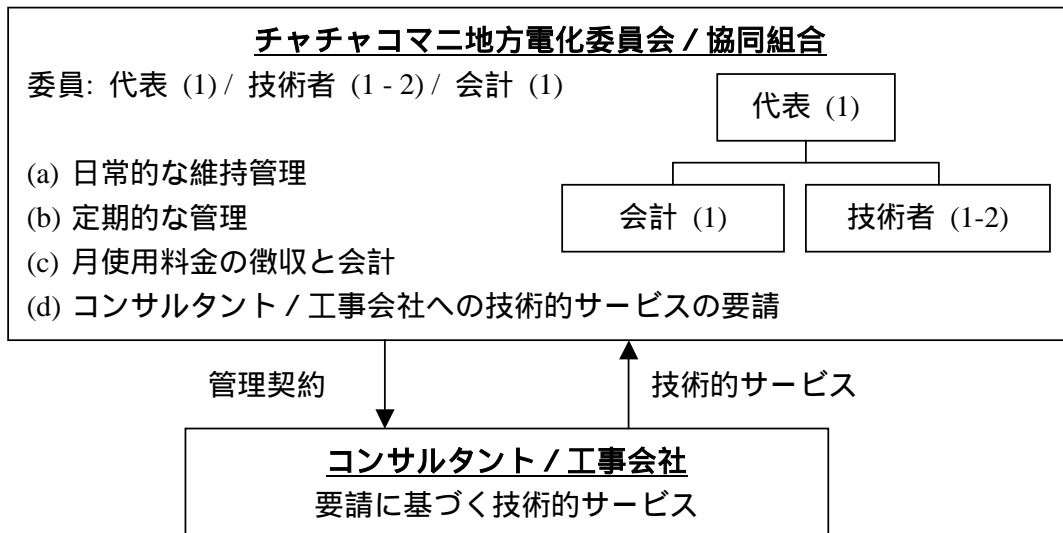 チャチャコマニ地方電化委員会 / 協同組合
委員: 代表 (1) / 技術者 (1 - 2) / 会計 (1)
代表 (1)
会計 (1)
技術者 (1-2)
(a) 日常的な維持管理
(b) 定期的な管理
(c) 月使用料金の徴収と会計
(d) コンサルタント / 工事会社への技術的サービスの要請
管理契約
技術的サービス
コンサルタント / 工事会社
要請に基づく技術的サービス